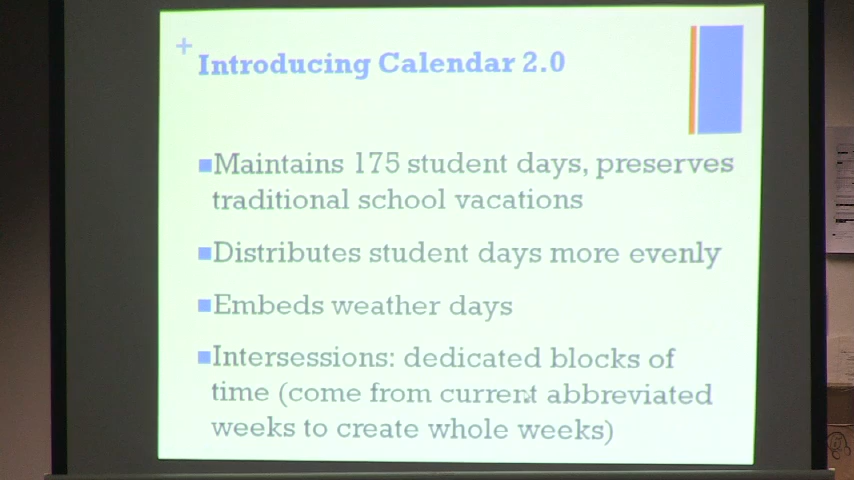 +
Introducing Calendar 2.0
■Maintains 175 student days, preserves
traditional school vacations
■Distributes student days more evenly
■Embeds weather days
■Intersessions: dedicated blocks of
time (come from current abbreviated
weeks to create whole weeks)